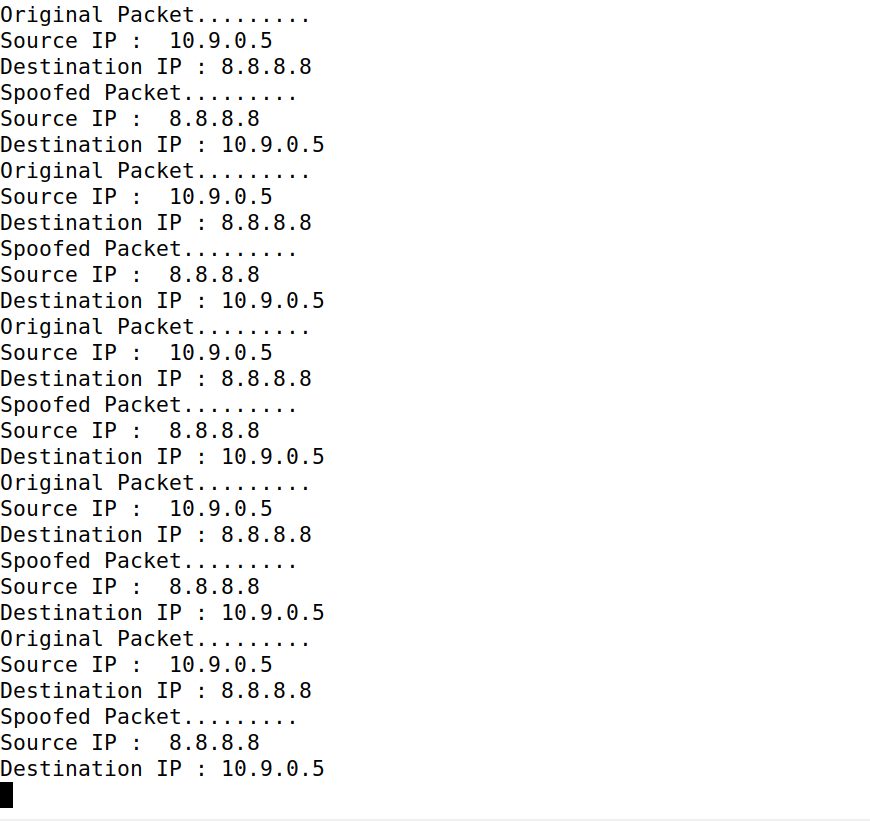 Original Packet.........
Source IP :  10.9.0.5
Destination IP : 8.8.8.8
Spoofed Packet.........
Source IP :  8.8.8.8
Destination IP : 10.9.0.5
Original Packet.........
Source IP :  10.9.0.5
Destination IP : 8.8.8.8
Spoofed Packet.........
Source IP :  8.8.8.8
Destination IP : 10.9.0.5
Original Packet.........
Source IP :  10.9.0.5
Destination IP : 8.8.8.8
Spoofed Packet.........
Source IP :  8.8.8.8
Destination IP : 10.9.0.5
Original Packet.........
Source IP :  10.9.0.5
Destination IP : 8.8.8.8
Spoofed Packet.........
Source IP :  8.8.8.8
Destination IP : 10.9.0.5
Original Packet.........
Source IP :  10.9.0.5
Destination IP : 8.8.8.8
Spoofed Packet.........
Source IP :  8.8.8.8
Destination IP : 10.9.0.5